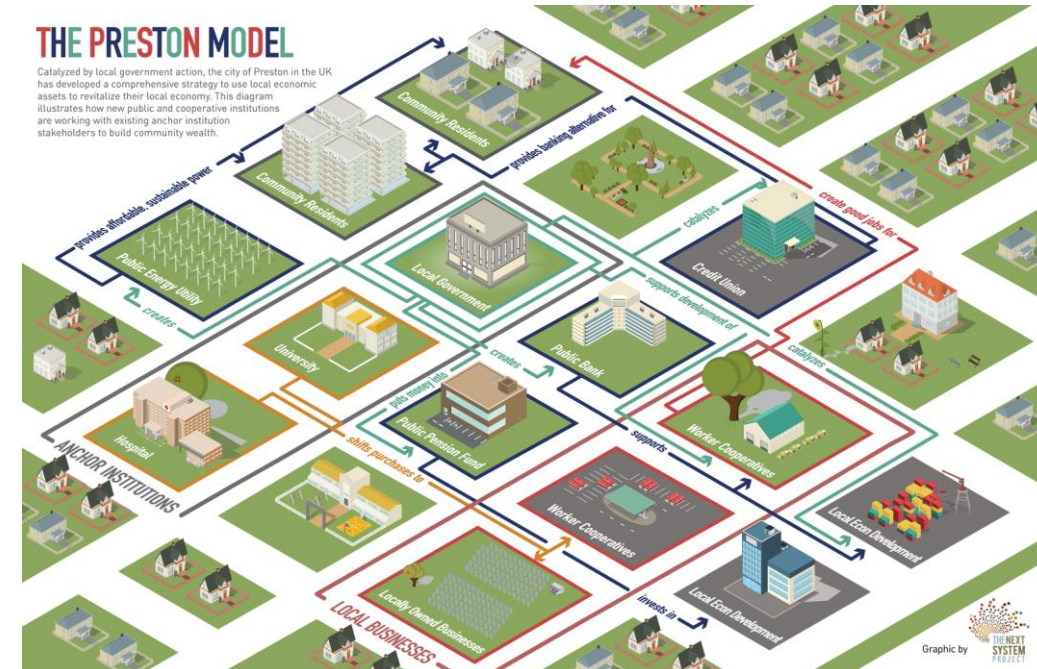 THE PRESTON MODEL
Catalyzed by local government action, the city of Preston in the UK
has developed a comprehensive strategy to use local economic
assets to revitalize their local economy. This diagram
illustrates how new public and cooperative institutions
are working with existing anchor institution
stakeholders to build community wealth.
Community Residents
provides banking alternative for
Community Residents
provides affordable, sustainable power
catalyzes
create good jobs for
Public Energy Utility
Local Government
Credit Union
creates
supports development of
University
creates
Public Bank
catalyzes
puts money into
Hospital
Public Pension Fund
Worker Cooperatives
ANCHOR INSTITUTIONS
shifts purchases to
supports
Worker Cooperatives
Local Econ Development
Locally Owned Businesses
invests in
Local Econ Development
LOCAL BUSINESSES
Graphic by
THE NEXT
SYSTEM
PROJECT